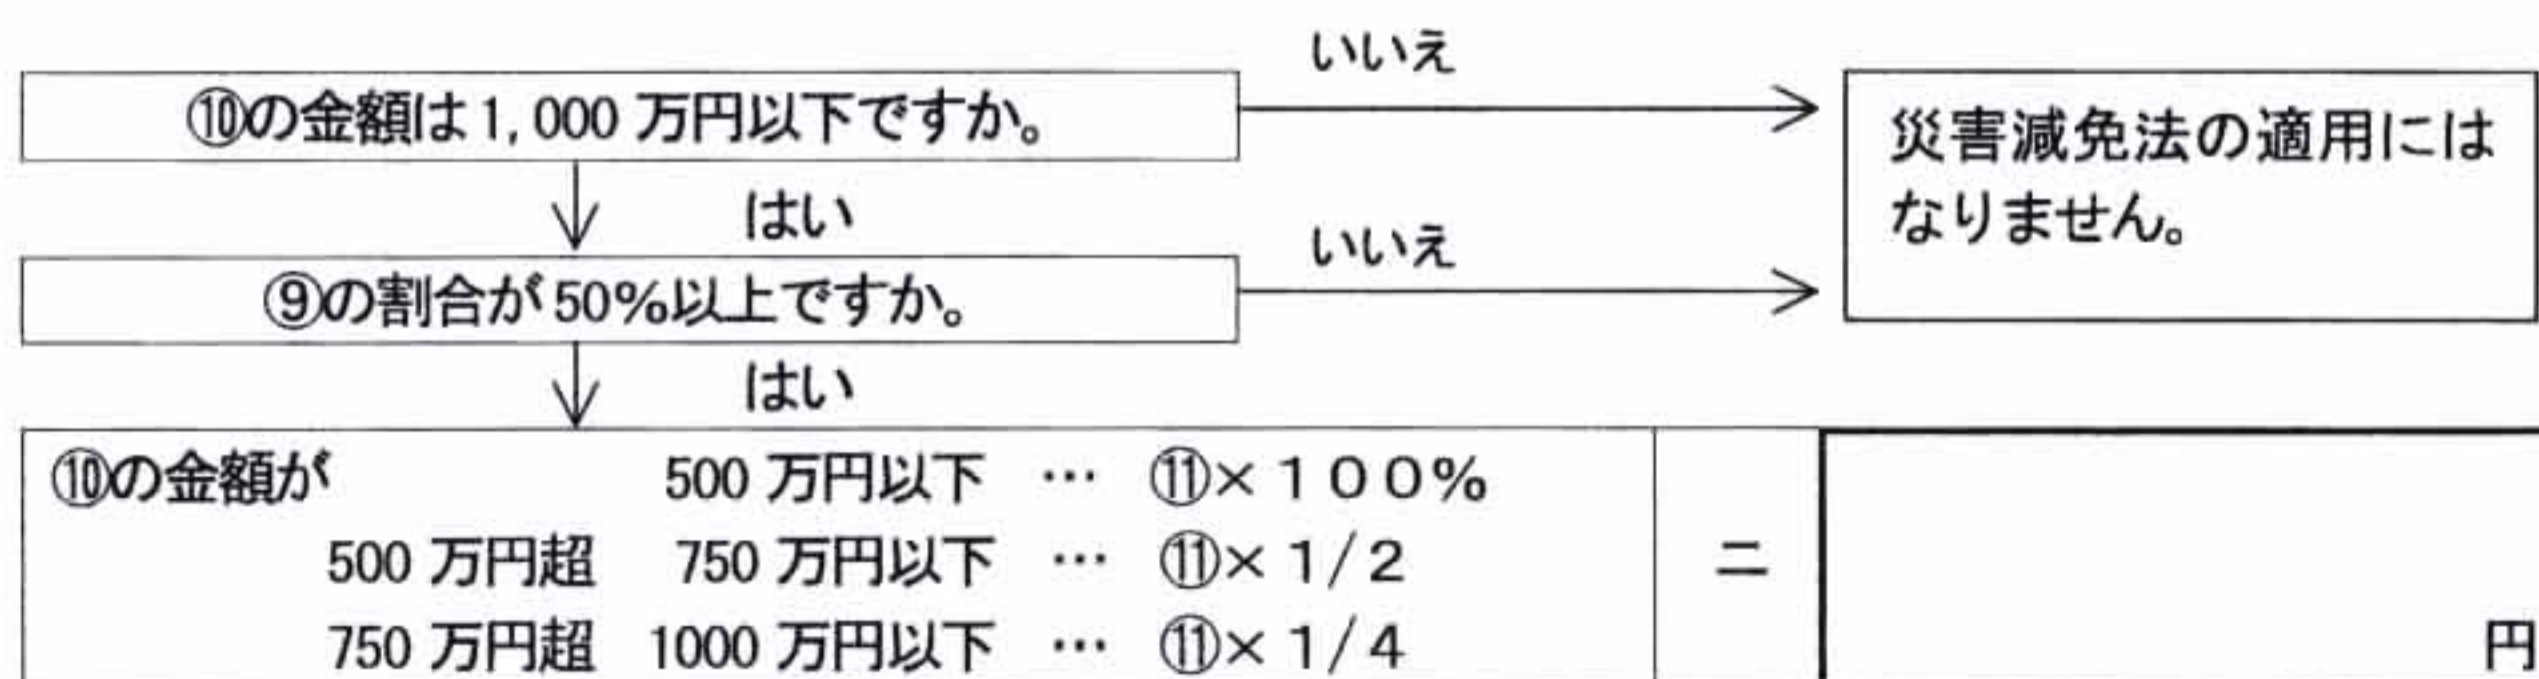 いいえ
⑩の金額は1,000万円以下ですか。
災害減免法の適用には
なりません。
はい
いいえ
⑨の割合が50%以上ですか。
はい
⑩の金額が 500万円以下 … ⑪×100%
500万円超 750万円以下 … ⑪×1/2
750万円超 1000万円以下 … ⑪×1/4
=
円